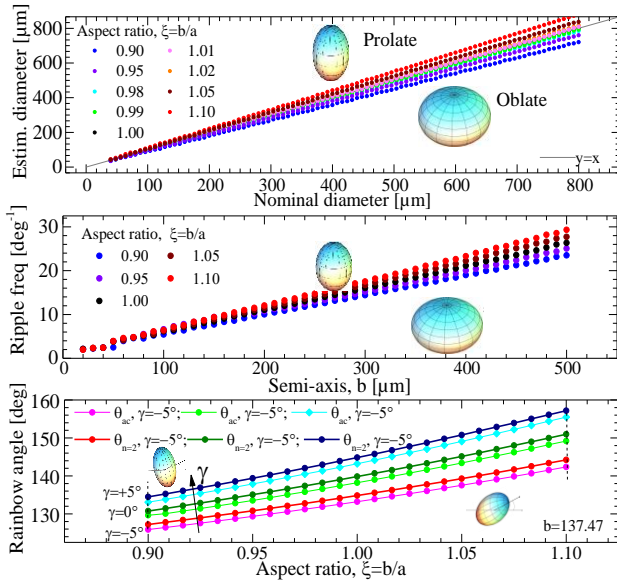 Estim. diameter [µm]
800
600
400
200
0
Aspect ratio, ξ=b/a
0.90
1.01
0.95
1.02
0.98
1.05
0.99
1.10
1.00
Prolate
Oblate
y=x
0 100 200 300 400 500 600 700 800
Nominal diameter [µm]
Ripple freq [deg⁻¹]
30
20
10
0
Aspect ratio, ξ=b/a
0.90
1.05
0.95
1.10
1.00
0 100 200 300 400 500
Semi-axis, b [µm]
Rainbow angle [deg]
160
150
140
130
θac, γ=−5°; θac, γ=−5°; θac, γ=−5°
θn=2, γ=−5°; θn=2, γ=−5°; θn=2, γ=−5°
γ
γ=+5°
γ=0°
γ=−5°
b=137.47
0.90 0.95 1.00 1.05 1.10
Aspect ratio, ξ=b/a